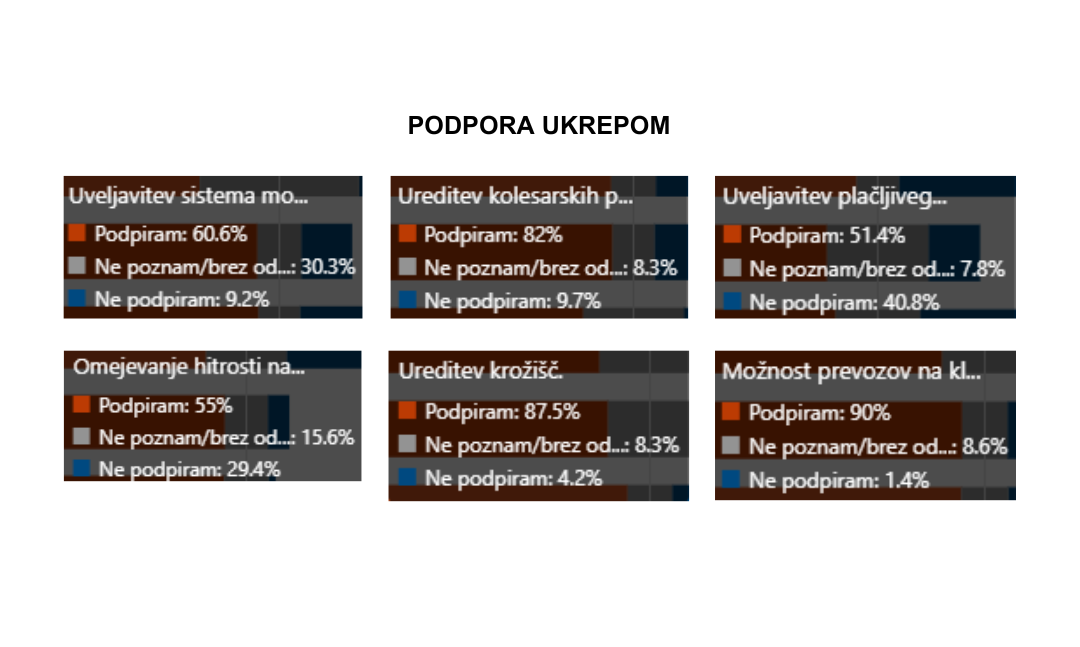 PODPORA UKREPOM
Uveljavitev sistema mo...
Podpiram: 60.6%
Ne poznam/brez od...: 30.3%
Ne podpiram: 9.2%
Ureditev kolesarskih p...
Podpiram: 82%
Ne poznam/brez od...: 8.3%
Ne podpiram: 9.7%
Uveljavitev plačljiveg...
Podpiram: 51.4%
Ne poznam/brez od...: 7.8%
Ne podpiram: 40.8%
Omejevanje hitrosti na...
Podpiram: 55%
Ne poznam/brez od...: 15.6%
Ne podpiram: 29.4%
Ureditev krožišč.
Podpiram: 87.5%
Ne poznam/brez od...: 8.3%
Ne podpiram: 4.2%
Možnost prevozov na kl...
Podpiram: 90%
Ne poznam/brez od...: 8.6%
Ne podpiram: 1.4%